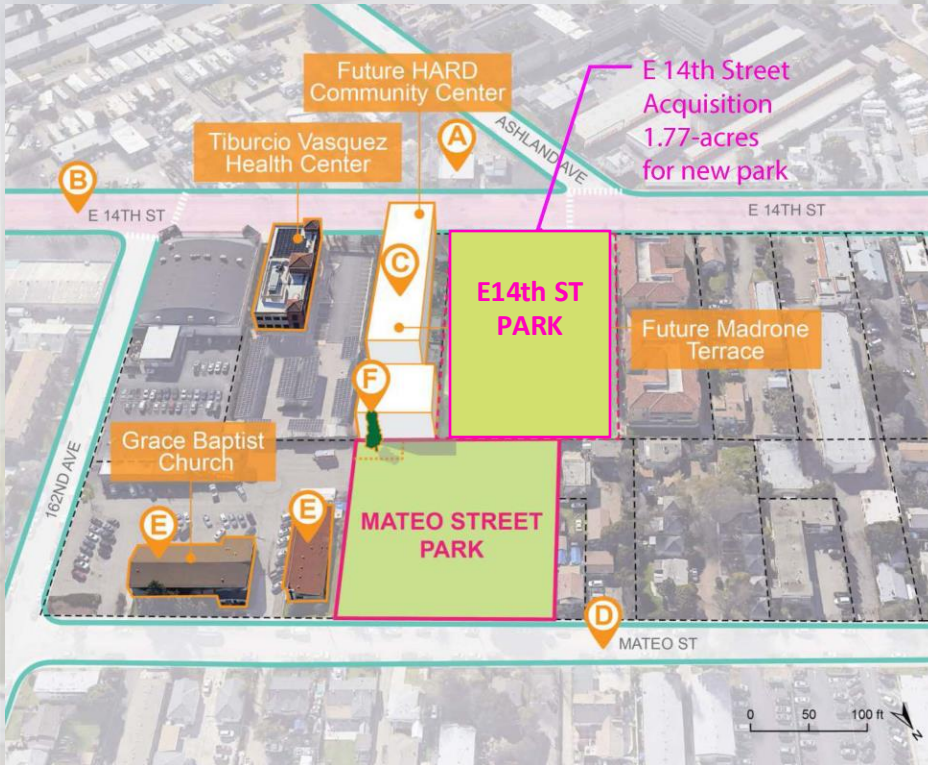 Future HARD
Community Center
E 14th Street
Acquisition
1.77-acres
for new park
A
ASHLAND AVE
Tiburcio Vasquez
Health Center
B
E 14TH ST
E 14TH ST
C
E14th ST
PARK
Future Madrone
Terrace
F
Grace Baptist
Church
162ND AVE
E
E
MATEO STREET
PARK
D
MATEO ST
0 50 100 ft
N